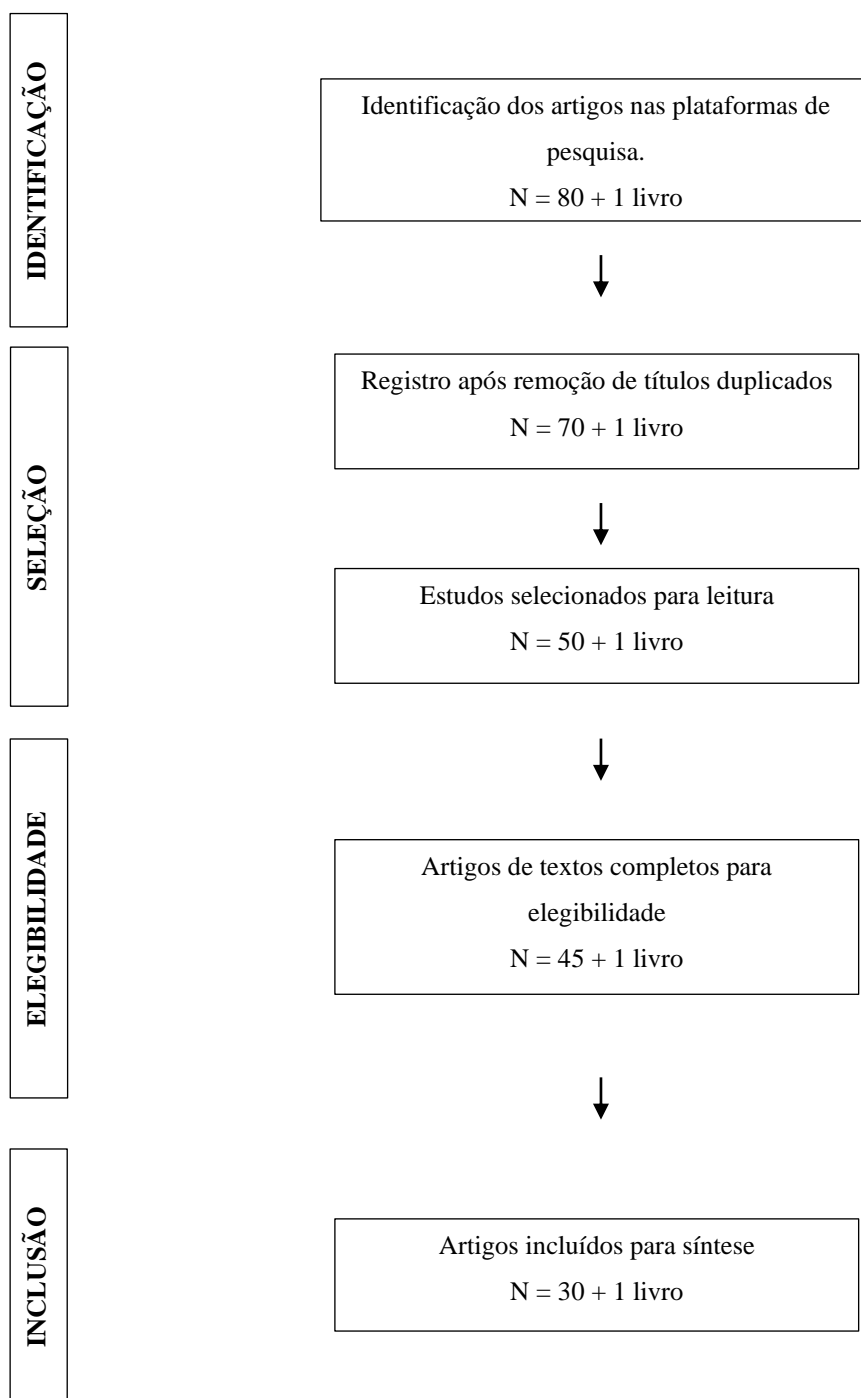 IDENTIFICAÇÃO
Identificação dos artigos nas plataformas de
pesquisa.
N = 80 + 1 livro
SELEÇÃO
Registro após remoção de títulos duplicados
N = 70 + 1 livro
Estudos selecionados para leitura
N = 50 + 1 livro
ELEGIBILIDADE
Artigos de textos completos para
elegibilidade
N = 45 + 1 livro
INCLUSÃO
Artigos incluídos para síntese
N = 30 + 1 livro